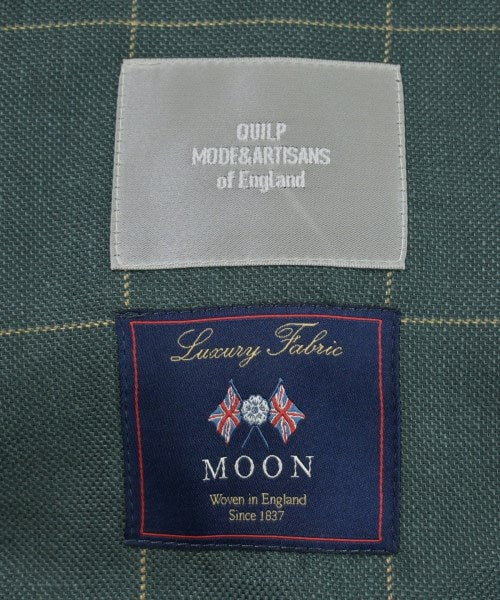 QUILP
MODE&ARTISANS
of England
Luxury Fabric
MOON
Woven in England
Since 1837